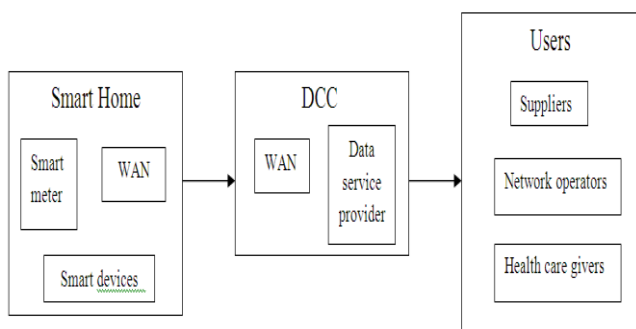 Smart Home
Smart
meter
WAN
Smart devices
DCC
WAN
Data
service
provider
Users
Suppliers
Network operators
Health care givers